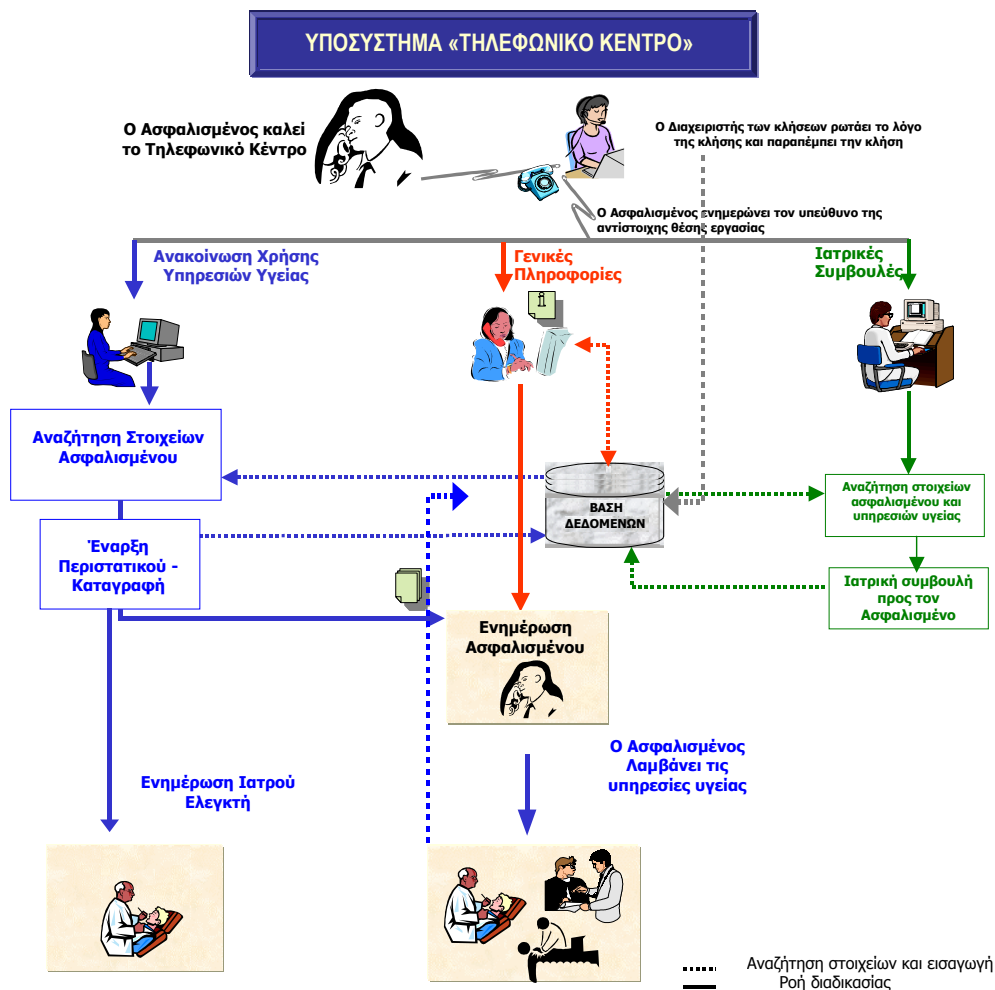 ΥΠΟΣΥΣΤΗΜΑ «ΤΗΛΕΦΩΝΙΚΟ ΚΕΝΤΡΟ»
Ο Ασφαλισμένος καλεί
το Τηλεφωνικό Κέντρο
Ο Διαχειριστής των κλήσεων ρωτάει το λόγο
της κλήσης και παραπέμπει την κλήση
Ο Ασφαλισμένος ενημερώνει τον υπεύθυνο της
αντίστοιχης θέσης εργασίας
Ανακοίνωση Χρήσης
Υπηρεσιών Υγείας
Γενικές
Πληροφορίες
Ιατρικές
Συμβουλές
i
Αναζήτηση Στοιχείων
Ασφαλισμένου
Έναρξη
Περιστατικού -
Καταγραφή
ΒΑΣΗ
ΔΕΔΟΜΕΝΩΝ
Αναζήτηση στοιχείων
ασφαλισμένου και
υπηρεσιών υγείας
Ιατρική συμβουλή
προς τον
Ασφαλισμένο
Ενημέρωση
Ασφαλισμένου
Ο Ασφαλισμένος
Λαμβάνει τις
υπηρεσίες υγείας
Ενημέρωση Ιατρού
Ελεγκτή
Αναζήτηση στοιχείων και εισαγωγή
Ροή διαδικασίας